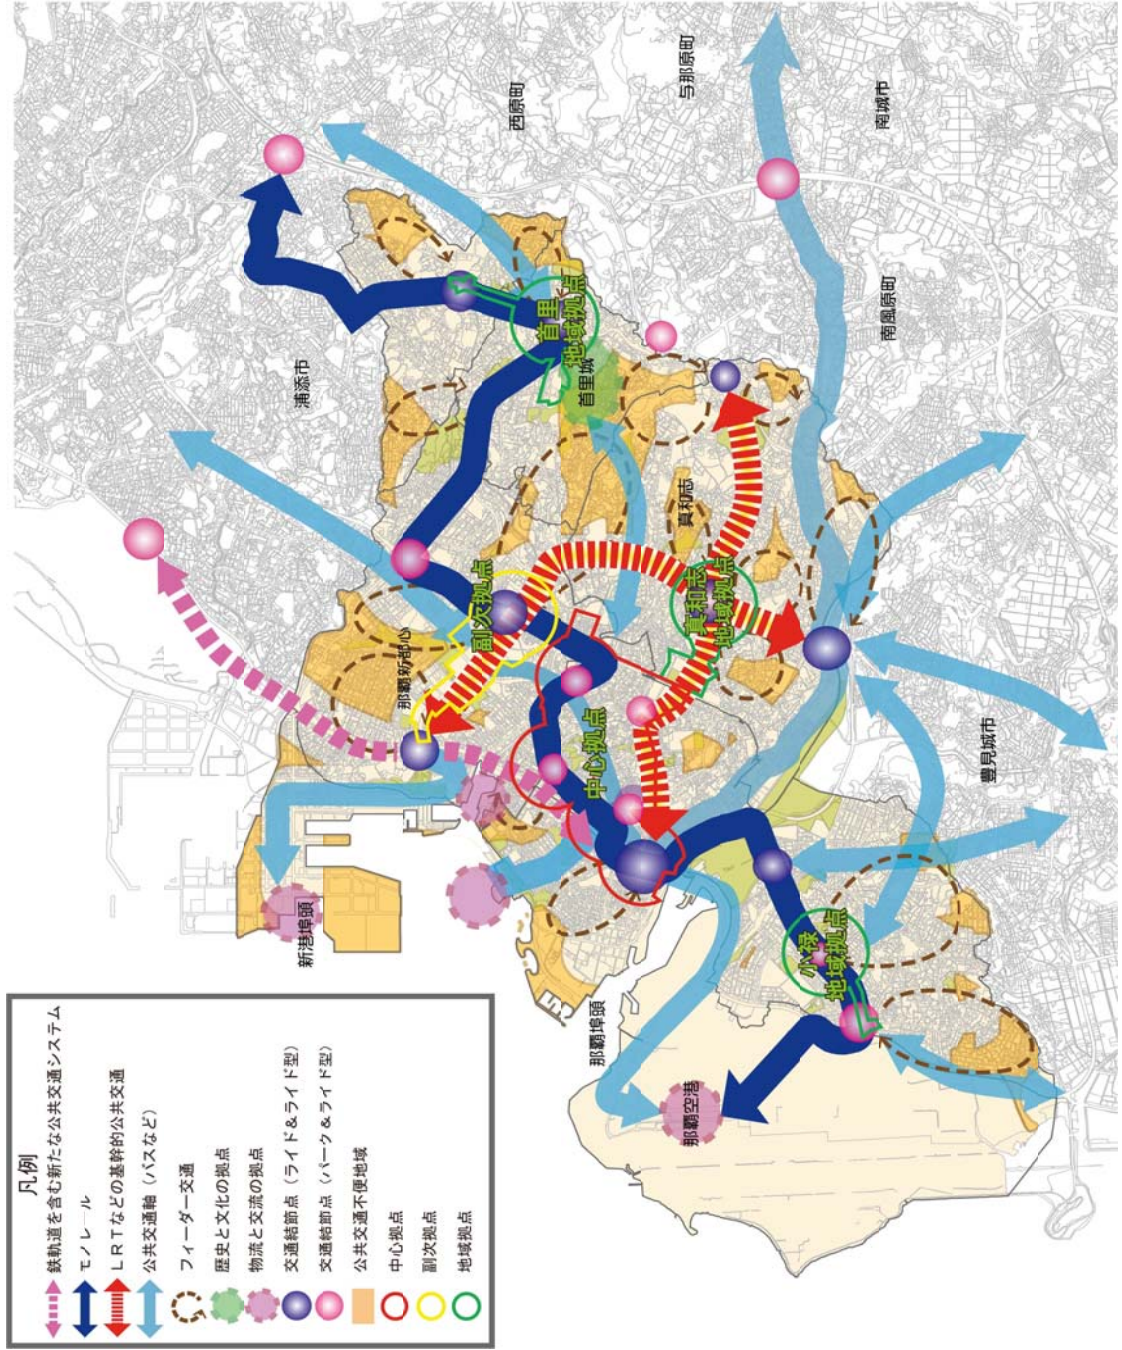 凡例
鉄軌道を含む新たな公共交通システム
モノレール
LRTなどの基幹的公共交通
公共交通軸（バスなど）
フィーダー交通
歴史と文化の拠点
物流と交流の拠点
交通結節点（ライド&ライド型）
交通結節点（パーク&ライド型）
公共交通不便地域
中心拠点
副次拠点
地域拠点
西原町
与那原町
南城市
浦添市
首里
地域拠点
首里城
南風原町
副次拠点
那覇新都心
真和志
真和志
地域拠点
中心拠点
豊見城市
新港埠頭
小禄
地域拠点
那覇埠頭
那覇空港